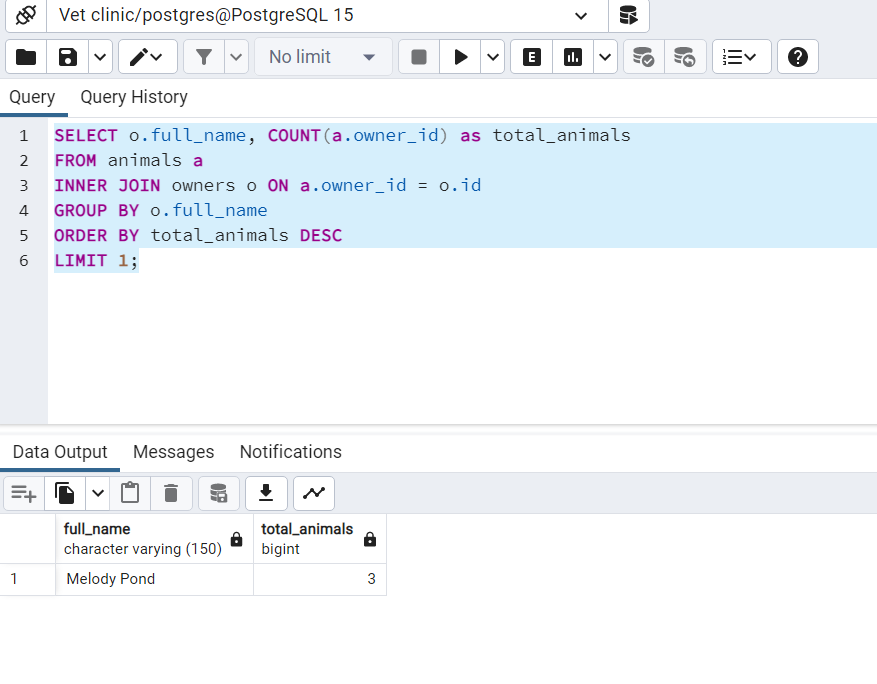 Vet clinic/postgres@PostgreSQL 15
No limit
E
Query Query History
1 SELECT o.full_name, COUNT(a.owner_id) as total_animals
2 FROM animals a
3 INNER JOIN owners o ON a.owner_id = o.id
4 GROUP BY o.full_name
5 ORDER BY total_animals DESC
6 LIMIT 1;
Data Output Messages Notifications
full_name total_animals
character varying (150) bigint
1 Melody Pond 3